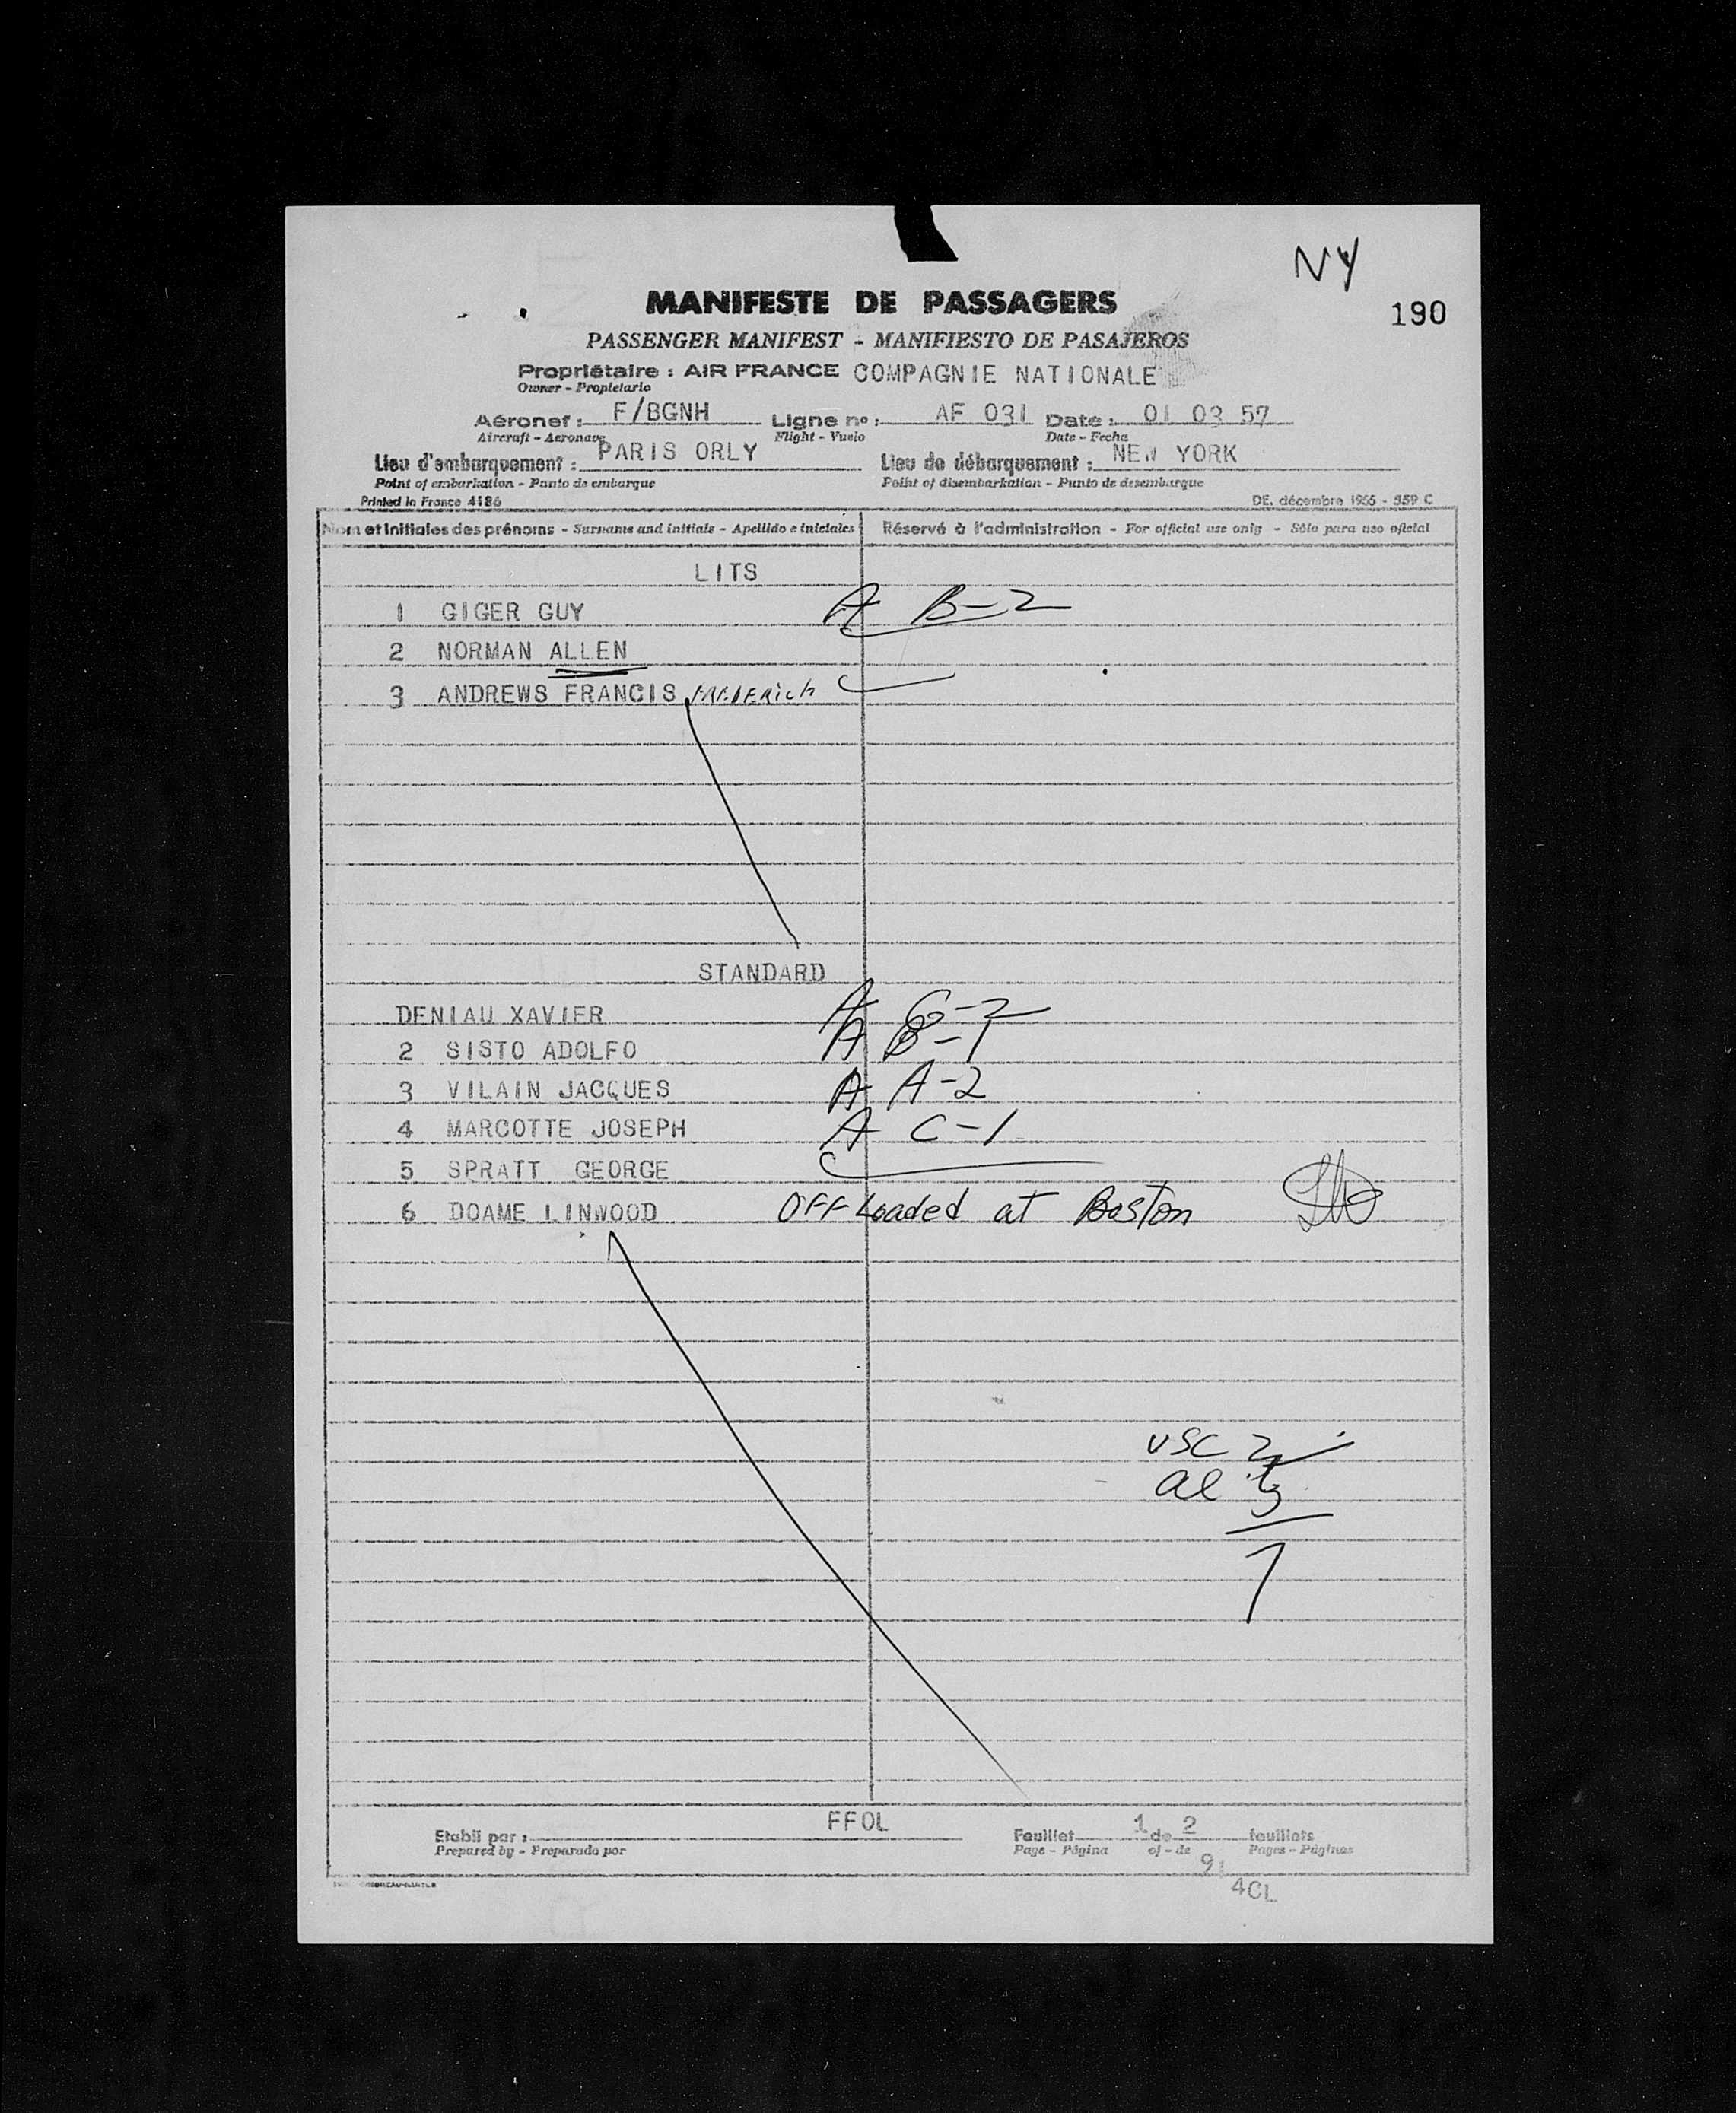 NY
190
MANIFESTE DE PASSAGERS
PASSENGER MANIFEST - MANIFIESTO DE PASAJEROS
Propriétaire : AIR FRANCE COMPAGNIE NATIONALE
Owner - Propietario
Aéronef : F/BGNH Ligne nº : AF 031 Date : 01 03 57
Aircraft - Aeronave Flight - Vuelo Date - Fecha
Lieu d'embarquement : PARIS ORLY Lieu de débarquement : NEW YORK
Point of embarkation - Punto de embarque Point of disembarkation - Punto de desembarque
Printed in France 4186 DE. décembre 1955 - 359 C
Nom et initiales des prénoms - Surname and initials - Apellido e iniciales Réservé à l'administration - For official use only - Sólo para uso oficial
LITS
1 GIGER GUY A B-2
2 NORMAN ALLEN
3 ANDREWS FRANCIS FREDERick
STANDARD
DENIAU XAVIER A G-2
2 SISTO ADOLFO A B-1
3 VILAIN JACQUES A A-2
4 MARCOTTE JOSEPH A C-1
5 SPRATT GEORGE
6 DOAME LINWOOD OFF Loaded at Boston
USC 2
al 5
7
FFOL
Etabli par : Feuillet 1 de 2 feuillets
Prepared by - Preparado por Page - Página of - de Pages - Páginas
9
4CL